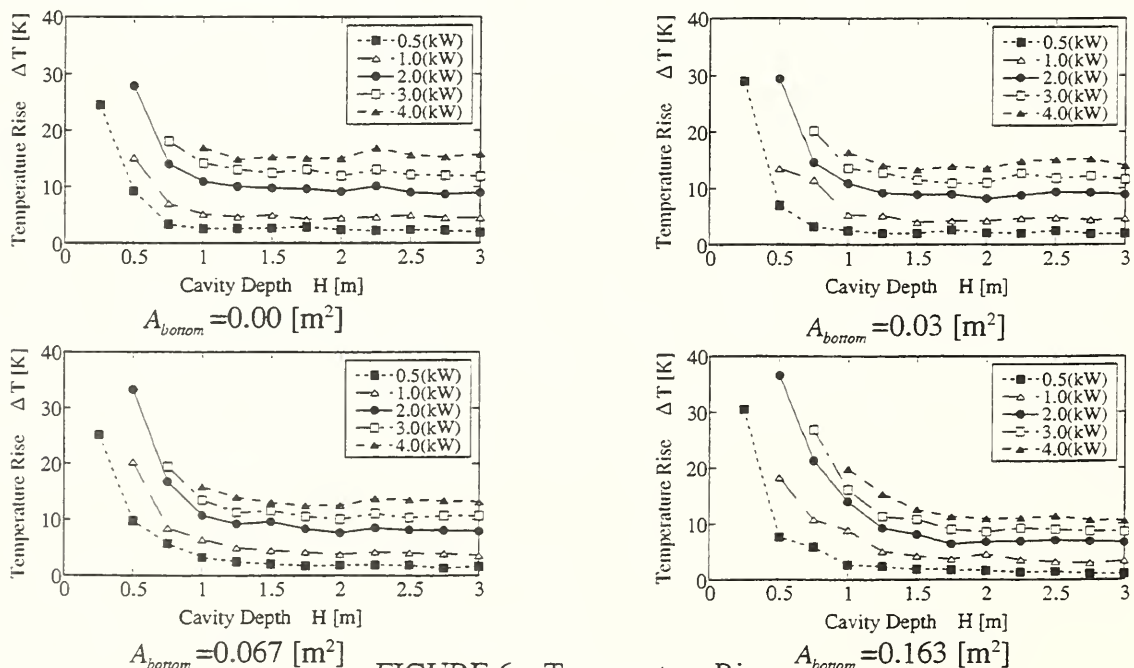 Temperature Rise ΔT [K]
40
30
20
10
0
0.5(kW)
1.0(kW)
2.0(kW)
3.0(kW)
4.0(kW)
0 0.5 1 1.5 2 2.5 3
Cavity Depth H [m]
A_bottom=0.00 [m²]
Temperature Rise ΔT [K]
40
30
20
10
0
0.5(kW)
1.0(kW)
2.0(kW)
3.0(kW)
4.0(kW)
0 0.5 1 1.5 2 2.5 3
Cavity Depth H [m]
A_bottom=0.03 [m²]
Temperature Rise ΔT [K]
40
30
20
10
0
0.5(kW)
1.0(kW)
2.0(kW)
3.0(kW)
4.0(kW)
0 0.5 1 1.5 2 2.5 3
Cavity Depth H [m]
A_bottom=0.067 [m²]
Temperature Rise ΔT [K]
40
30
20
10
0
0.5(kW)
1.0(kW)
2.0(kW)
3.0(kW)
4.0(kW)
0 0.5 1 1.5 2 2.5 3
Cavity Depth H [m]
A_bottom=0.163 [m²]
FIGURE 6